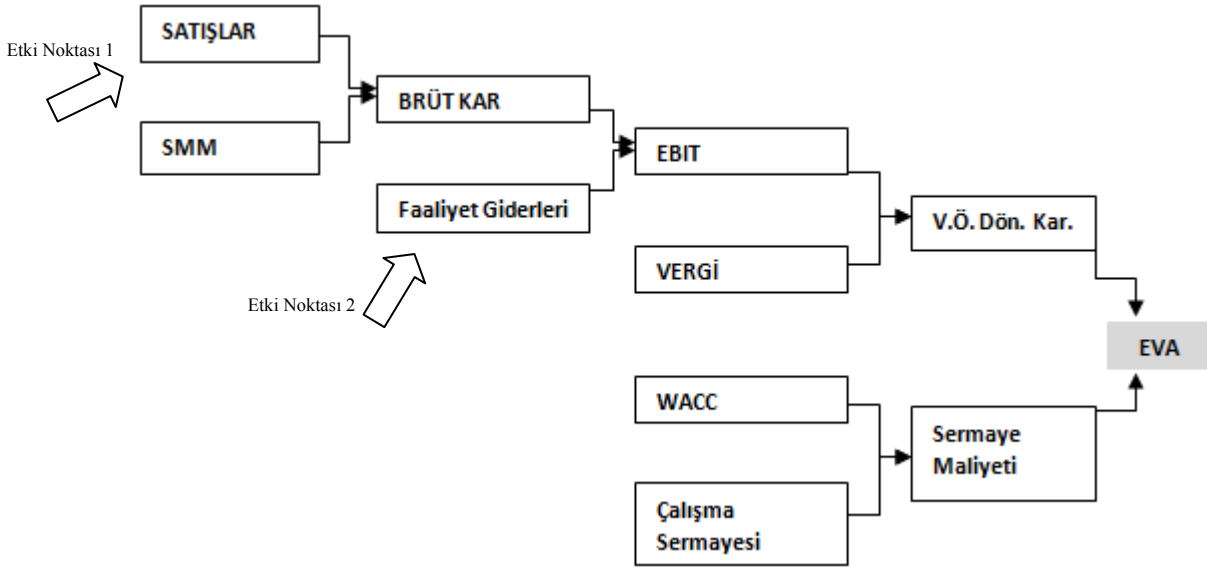 SATIŞLAR
Etki Noktası 1
BRÜT KAR
SMM
EBIT
Faaliyet Giderleri
V.Ö. Dön. Kar.
VERGİ
Etki Noktası 2
EVA
WACC
Sermaye
Maliyeti
Çalışma
Sermayesi